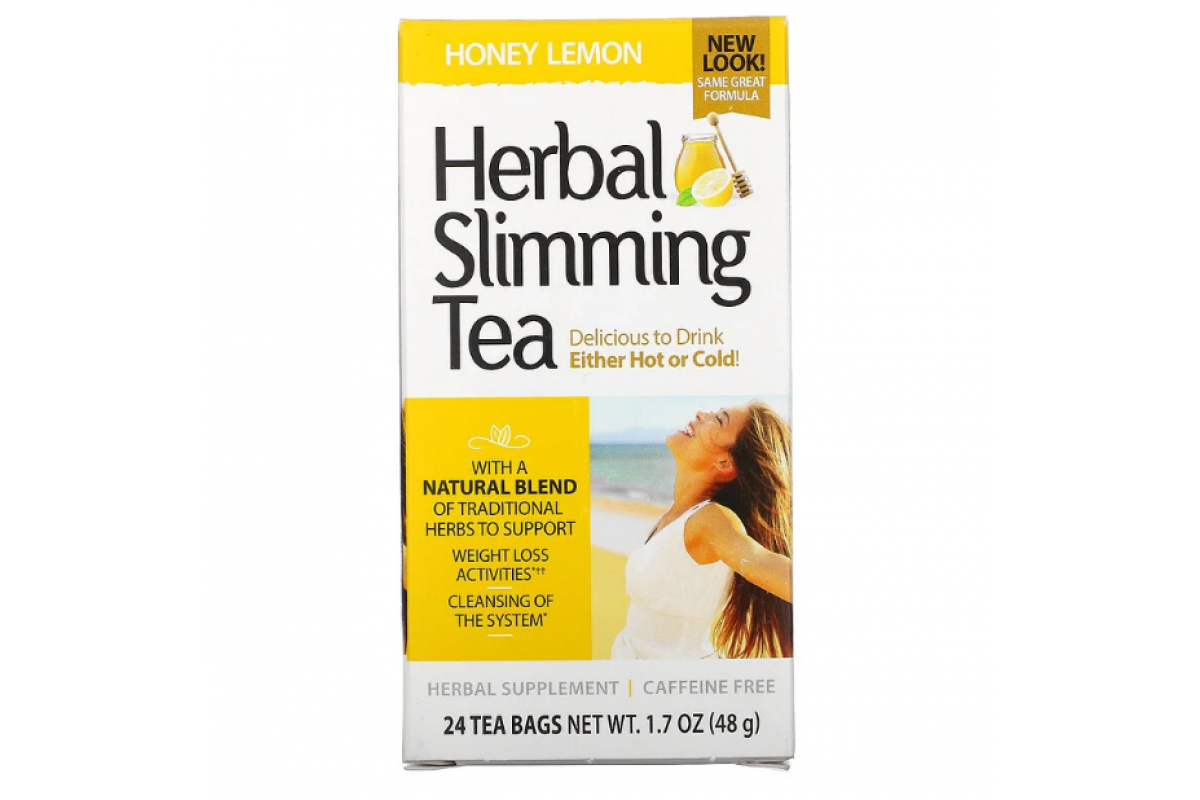 HONEY LEMON
NEW
LOOK!
SAME GREAT
FORMULA
Herbal
Slimming
Tea
Delicious to Drink
Either Hot or Cold!
WITH A
NATURAL BLEND
OF TRADITIONAL
HERBS TO SUPPORT
WEIGHT LOSS
ACTIVITIES*††
CLEANSING OF
THE SYSTEM*
HERBAL SUPPLEMENT | CAFFEINE FREE
24 TEA BAGS NET WT. 1.7 OZ (48 g)